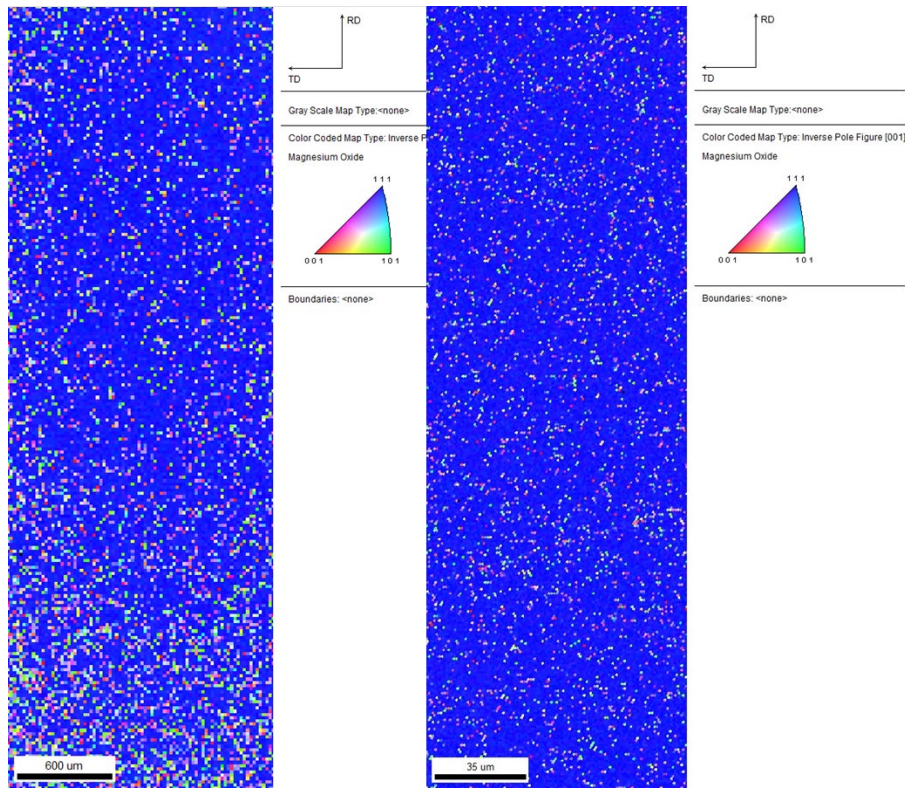 RD
TD
Gray Scale Map Type:<none>
Color Coded Map Type: Inverse P
Magnesium Oxide
111
001
101
Boundaries: <none>
600 um
RD
TD
Gray Scale Map Type:<none>
Color Coded Map Type: Inverse Pole Figure [001]
Magnesium Oxide
111
001
101
Boundaries: <none>
35 um